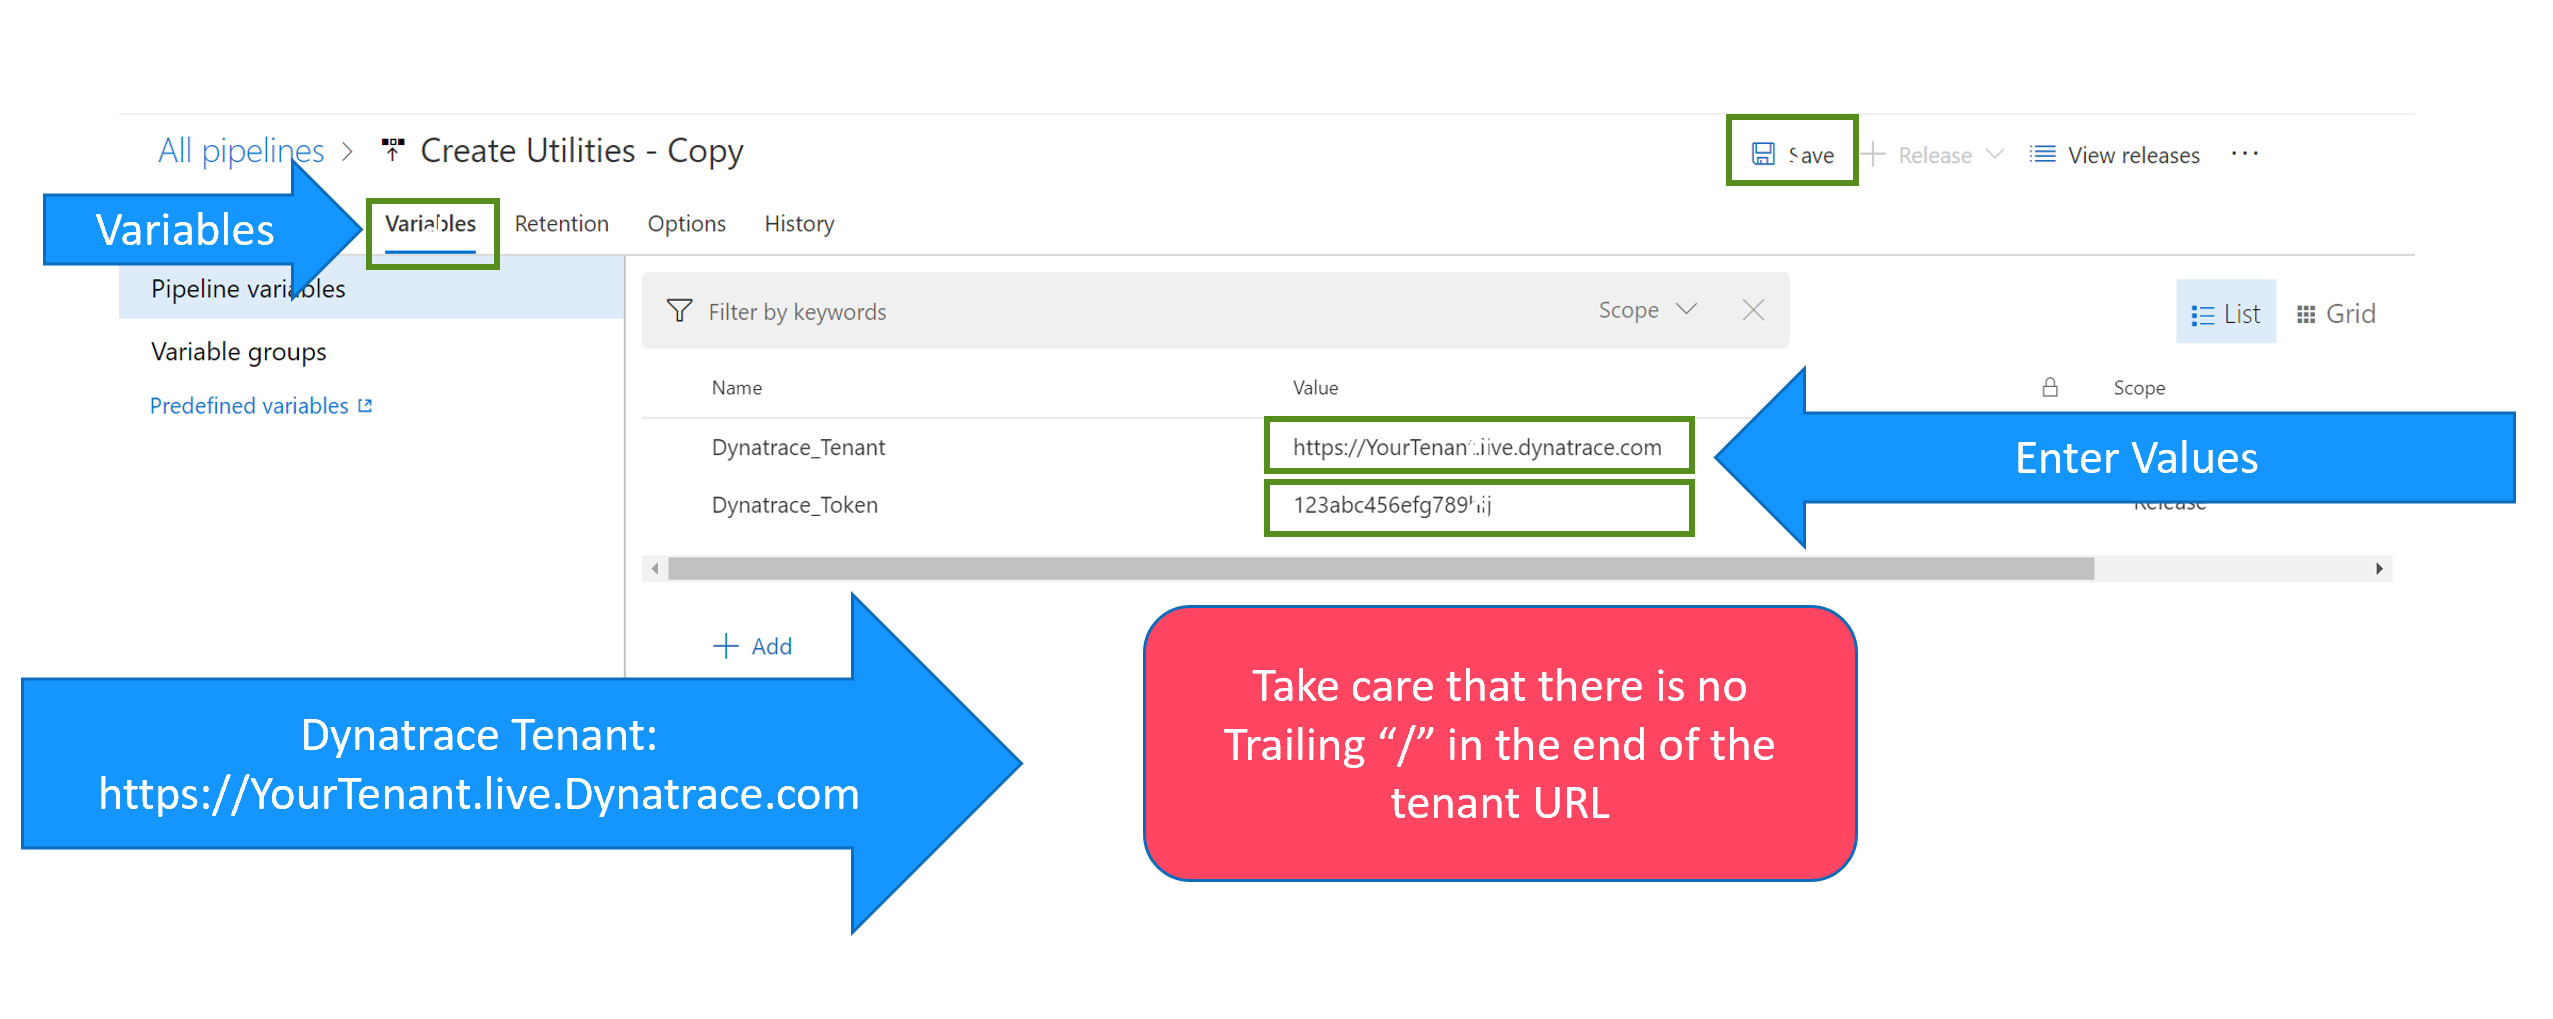 All pipelines > Create Utilities - Copy
Save
Release
View releases
Variables
Variables
Retention
Options
History
Pipeline variables
Variable groups
Predefined variables
Filter by keywords
Scope
List
Grid
Name
Value
Scope
Dynatrace_Tenant
https://YourTenant.live.dynatrace.com
Enter Values
Dynatrace_Token
123abc456efg789hij
Release
Add
Dynatrace Tenant:
https://YourTenant.live.Dynatrace.com
Take care that there is no
Trailing “/” in the end of the
tenant URL